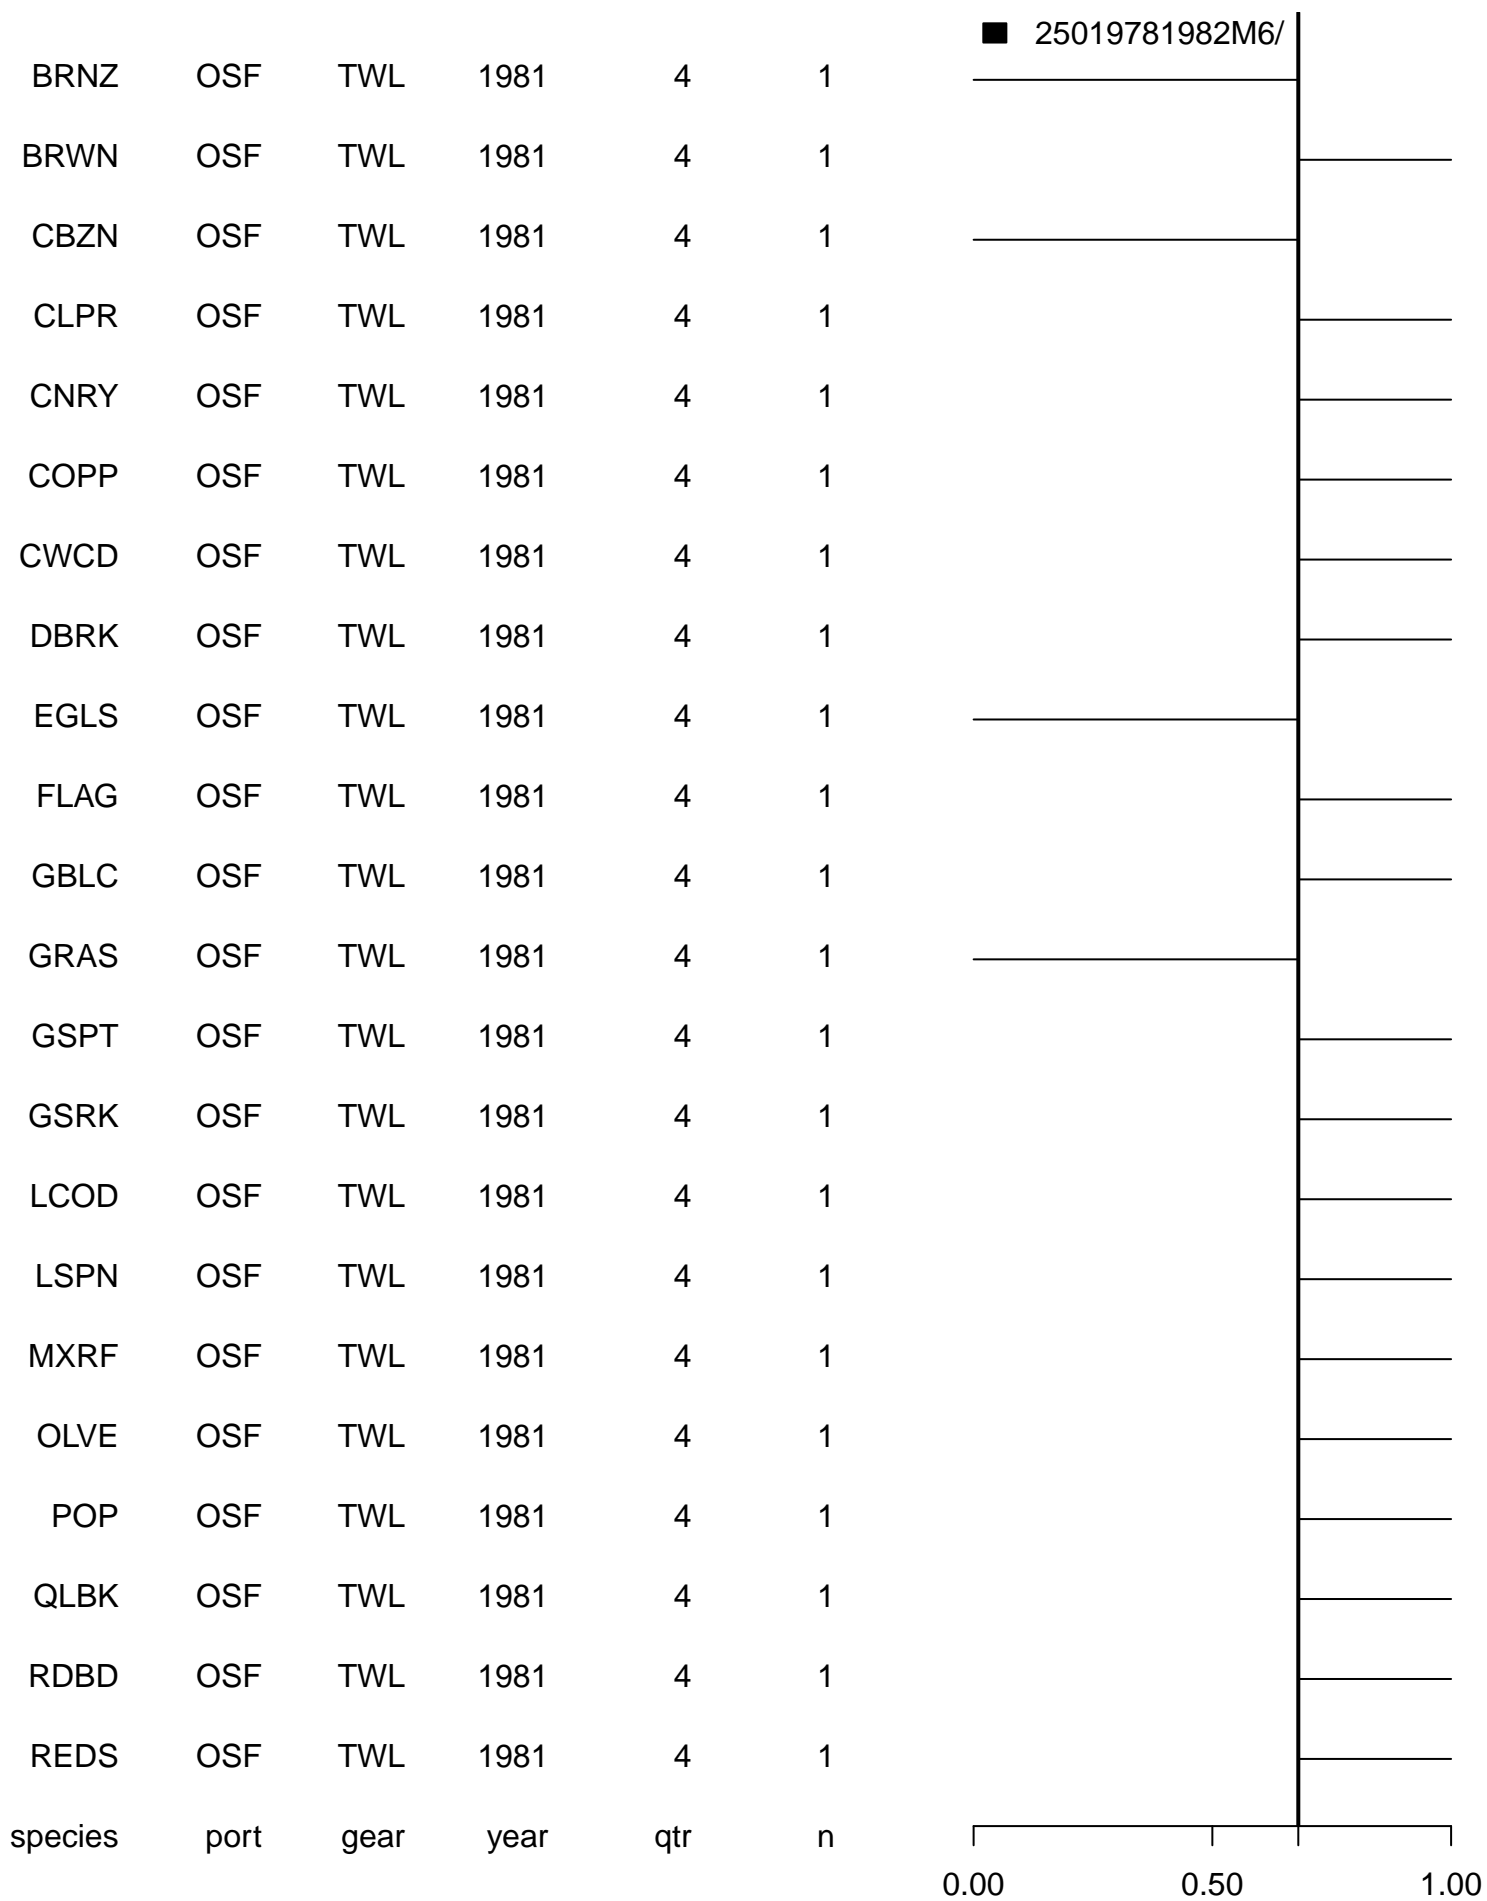 25019781982M6/
BRNZ OSF TWL 1981 4 1
BRWN OSF TWL 1981 4 1
CBZN OSF TWL 1981 4 1
CLPR OSF TWL 1981 4 1
CNRY OSF TWL 1981 4 1
COPP OSF TWL 1981 4 1
CWCD OSF TWL 1981 4 1
DBRK OSF TWL 1981 4 1
EGLS OSF TWL 1981 4 1
FLAG OSF TWL 1981 4 1
GBLC OSF TWL 1981 4 1
GRAS OSF TWL 1981 4 1
GSPT OSF TWL 1981 4 1
GSRK OSF TWL 1981 4 1
LCOD OSF TWL 1981 4 1
LSPN OSF TWL 1981 4 1
MXRF OSF TWL 1981 4 1
OLVE OSF TWL 1981 4 1
POP OSF TWL 1981 4 1
QLBK OSF TWL 1981 4 1
RDBD OSF TWL 1981 4 1
REDS OSF TWL 1981 4 1
species port gear year qtr n
0.00 0.50 1.00